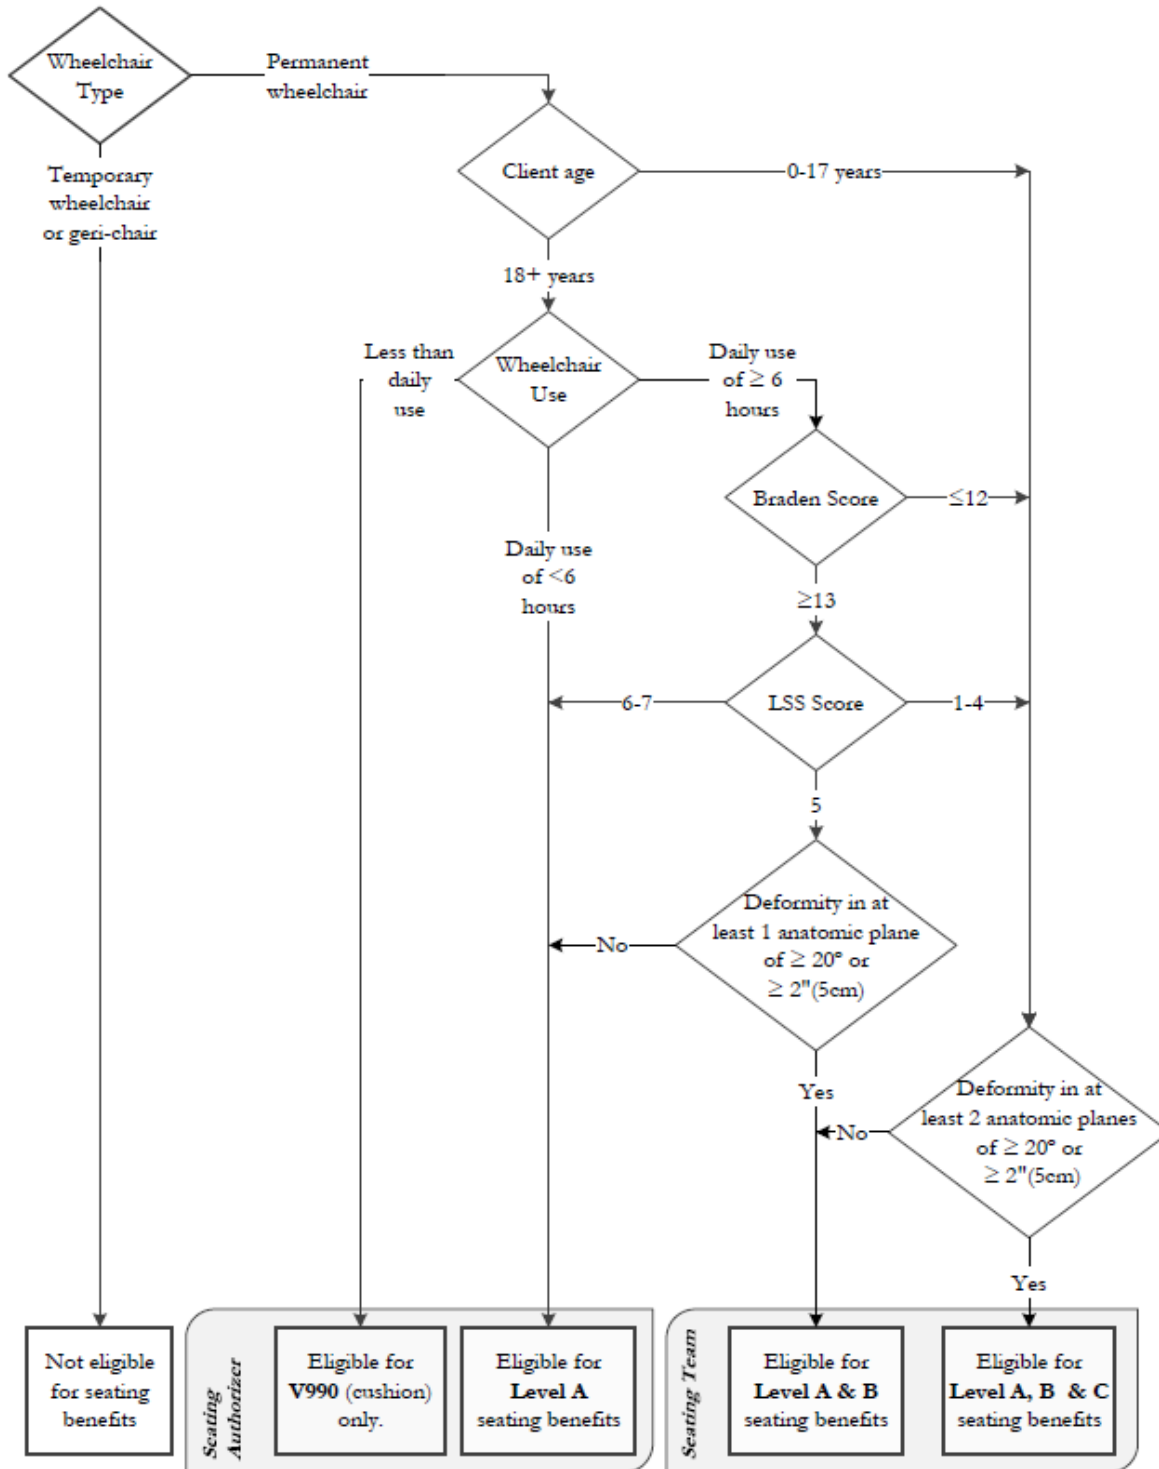 Wheelchair
Type
Permanent
wheelchair
Temporary
wheelchair
or geri-chair
Client age
0-17 years
18+ years
Wheelchair
Use
Less than
daily
use
Daily use
of ≥ 6
hours
Braden Score
≤12
Daily use
of <6
hours
≥13
LSS Score
6-7
1-4
5
Deformity in at
least 1 anatomic plane
of ≥ 20° or
≥ 2"(5cm)
No
Yes
Deformity in at
least 2 anatomic planes
of ≥ 20° or
≥ 2"(5cm)
No
Yes
Not eligible
for seating
benefits
Seating
Authorizer
Eligible for
V990 (cushion)
only.
Eligible for
Level A
seating benefits
Seating Team
Eligible for
Level A & B
seating benefits
Eligible for
Level A, B & C
seating benefits